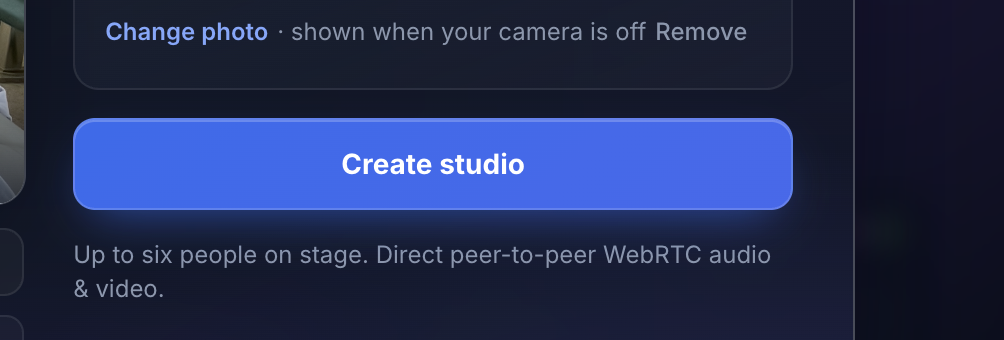 Change photo · shown when your camera is off Remove
Create studio
Up to six people on stage. Direct peer-to-peer WebRTC audio
& video.